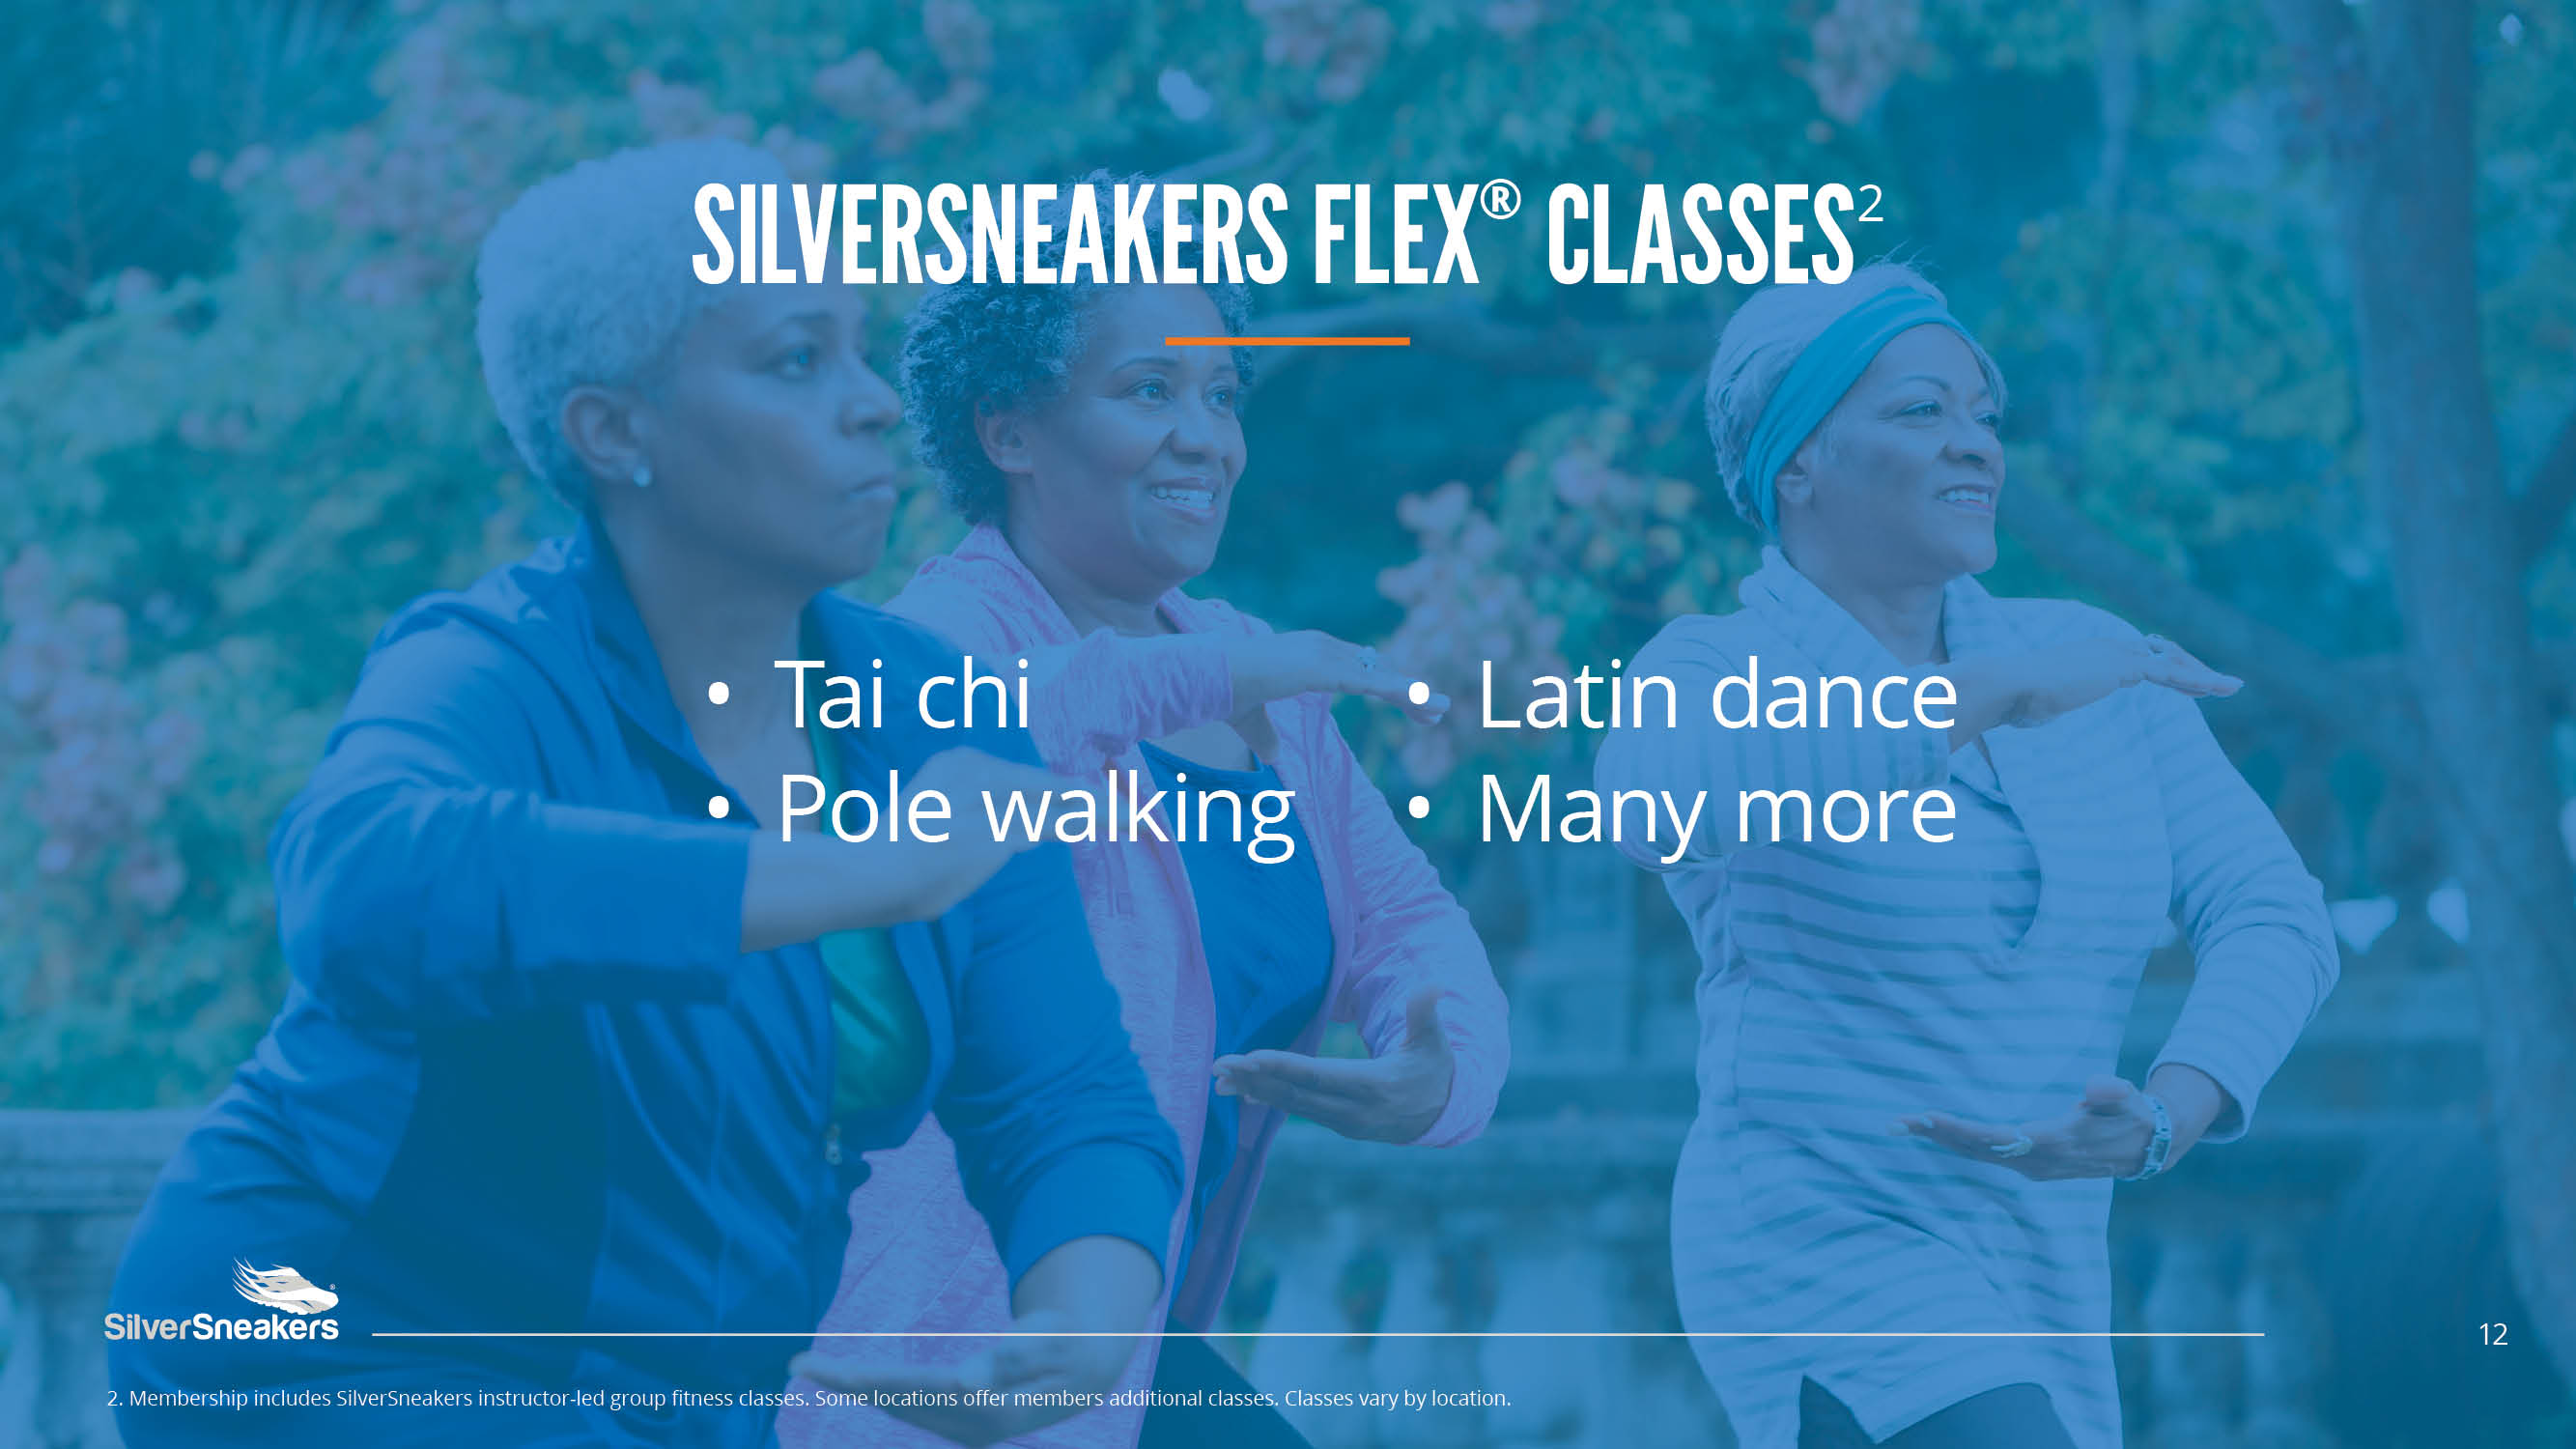 SILVERSNEAKERS FLEX® CLASSES2
• Tai chi
• Pole walking
• Latin dance
• Many more
SilverSneakers®
12
2. Membership includes SilverSneakers instructor-led group fitness classes. Some locations offer members additional classes. Classes vary by location.